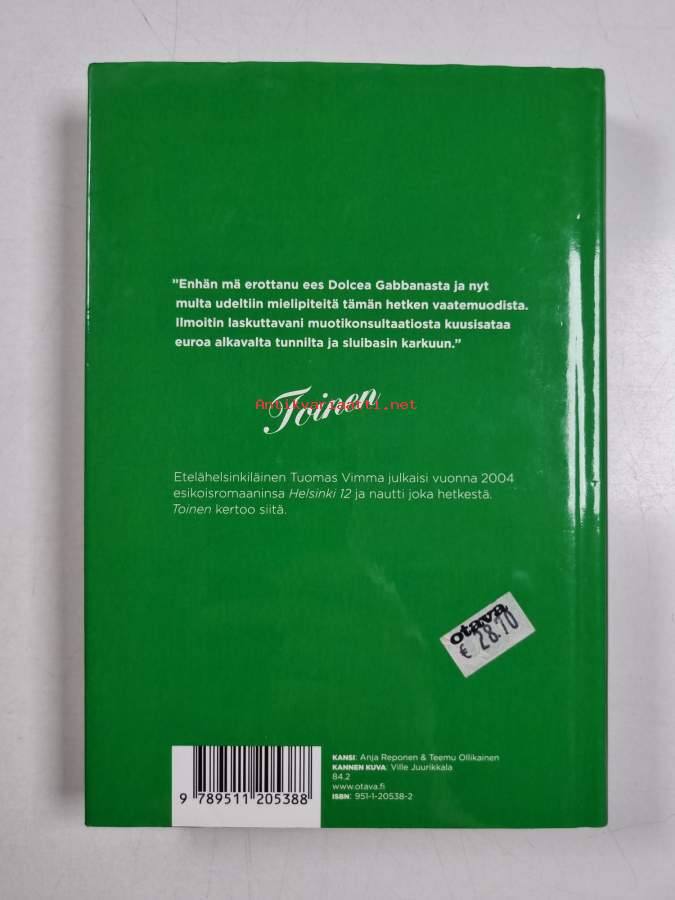 ”Enhän mä erottanu ees Dolcea Gabbanasta ja nyt
multa udeltiin mielipiteitä tämän hetken vaatemuodista.
Ilmoitin laskuttavani muotikonsultaatiosta kuusisataa
euroa alkavalta tunnilta ja sluibasin karkuun.”
Toinen
Antikvariaatti.net
Etelähelsinkiläinen Tuomas Vimma julkaisi vuonna 2004
esikoisromaaninsa Helsinki 12 ja nautti joka hetkestä.
Toinen kertoo siitä.
otava
€ 28.70
KANSI: Anja Reponen & Teemu Ollikainen
KANNEN KUVA: Ville Juurikkala
84.2
www.otava.fi
ISBN: 951-1-20538-2
9 789511 205388